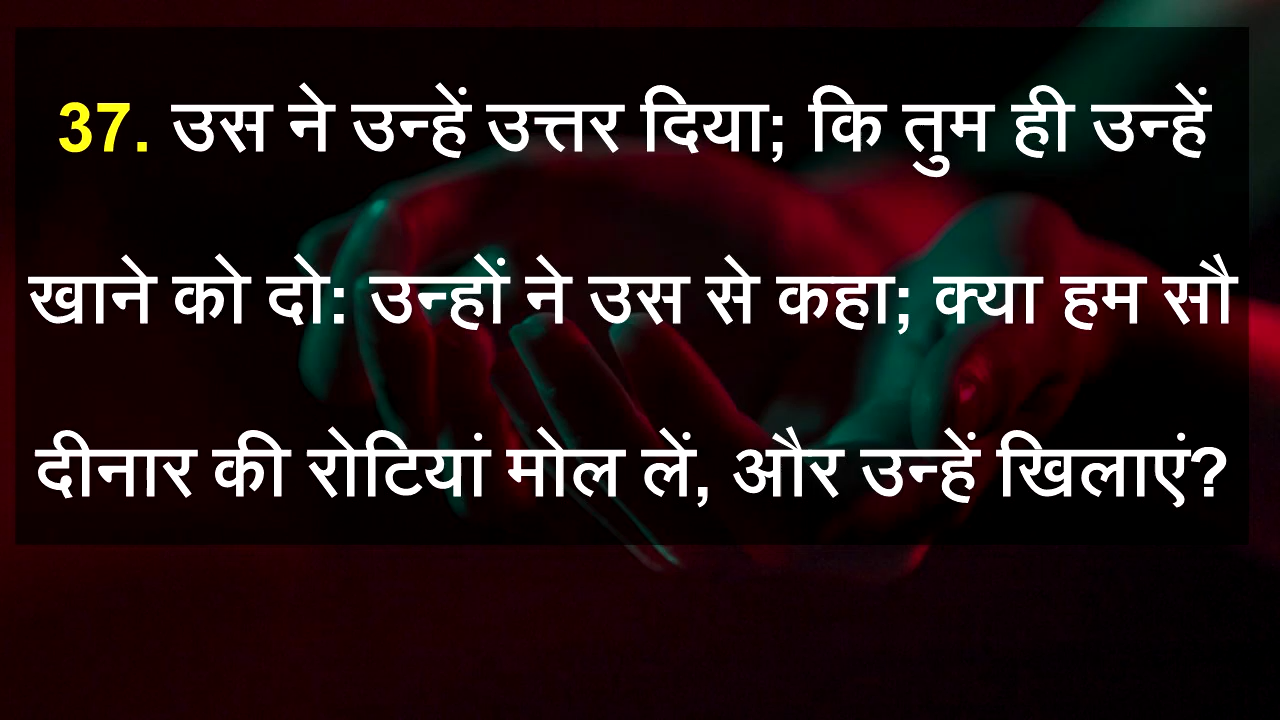 37. उस ने उन्हें उत्तर दिया; कि तुम ही उन्हें
खाने को दो: उन्होंं ने उस से कहा; क्या हम सौ
दीनार की रोटियां मोल लें, और उन्हें खिलाएं?